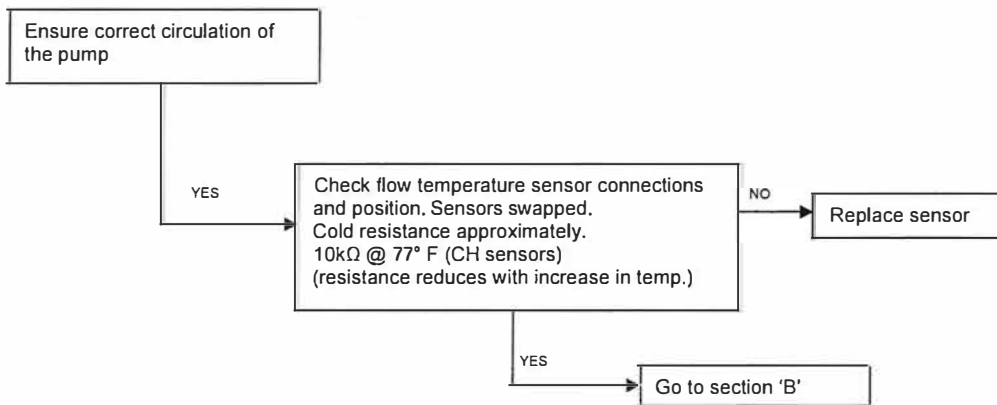 Ensure correct circulation of
the pump
YES
Check flow temperature sensor connections
and position. Sensors swapped.
Cold resistance approximately.
10kΩ @ 77° F (CH sensors)
(resistance reduces with increase in temp.)
NO
Replace sensor
YES
Go to section 'B'